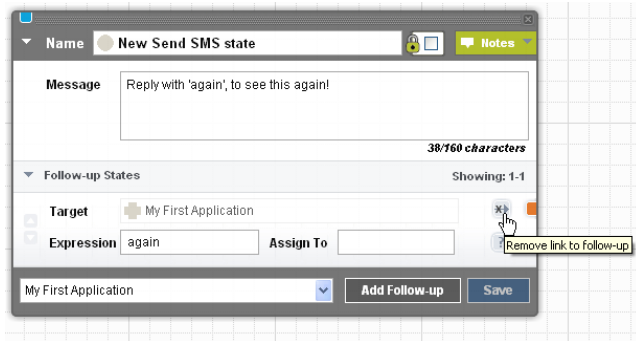 Name New Send SMS state Notes
Message Reply with 'again', to see this again!
38/160 characters
Follow-up States Showing: 1-1
Target My First Application
Expression again Assign To ?
Remove link to follow-up
My First Application Add Follow-up Save